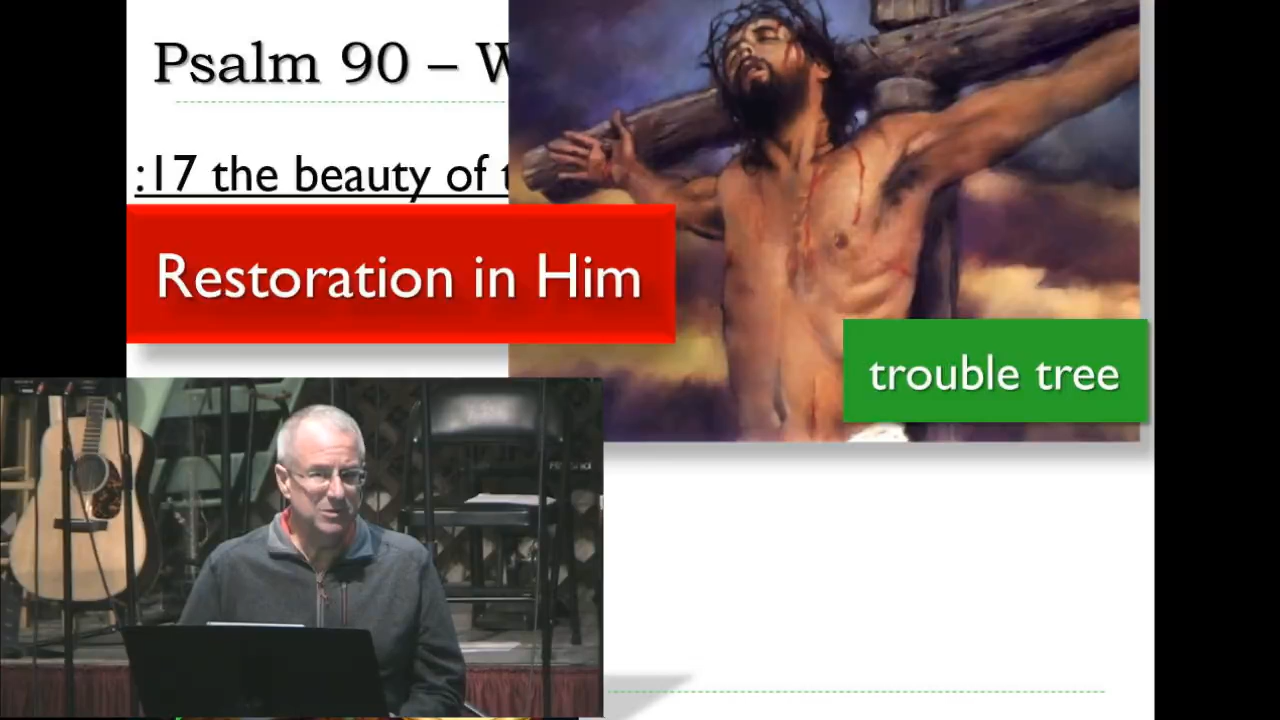 Psalm 90 – W
:17 the beauty of t
Restoration in Him
trouble tree